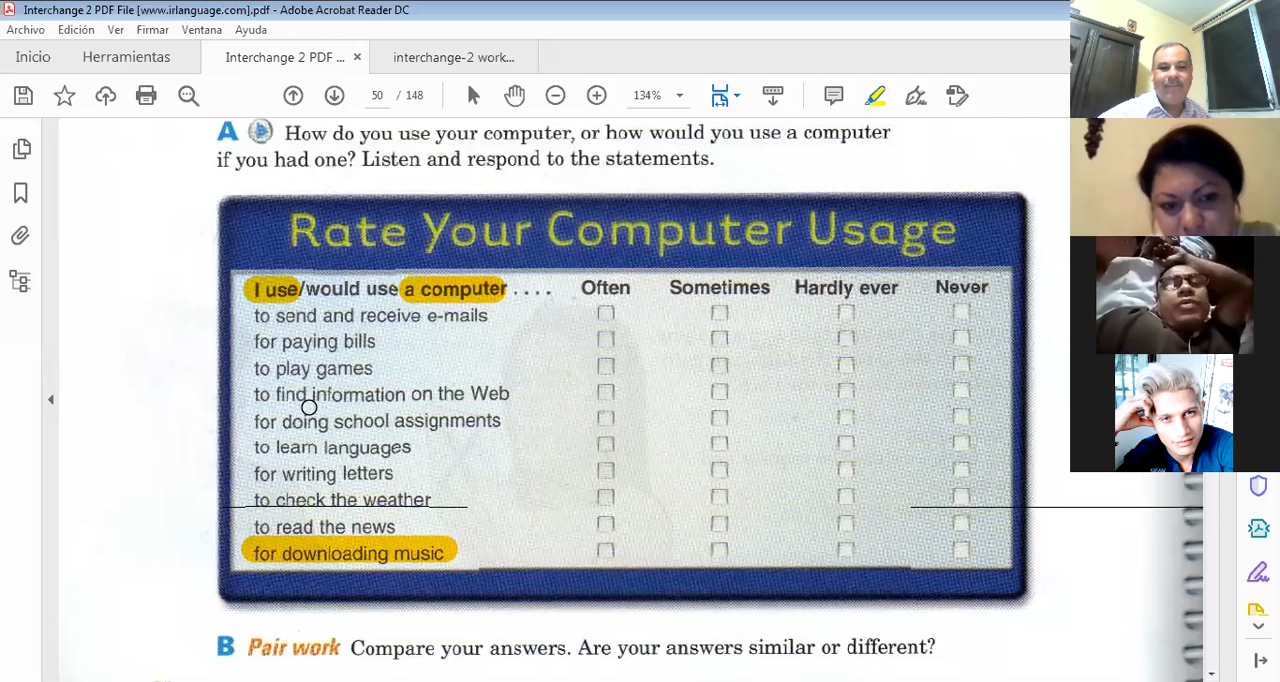 Interchange 2 PDF File [www.irlanguage.com].pdf - Adobe Acrobat Reader DC
Archivo Edición Ver Firmar Ventana Ayuda
Inicio Herramientas Interchange 2 PDF ... × interchange-2 work...
50 / 148 134%
A How do you use your computer, or how would you use a computer
if you had one? Listen and respond to the statements.
Rate Your Computer Usage
I use/would use a computer .... Often Sometimes Hardly ever Never
to send and receive e-mails
for paying bills
to play games
to find information on the Web
for doing school assignments
to learn languages
for writing letters
to check the weather
to read the news
for downloading music
B Pair work Compare your answers. Are your answers similar or different?